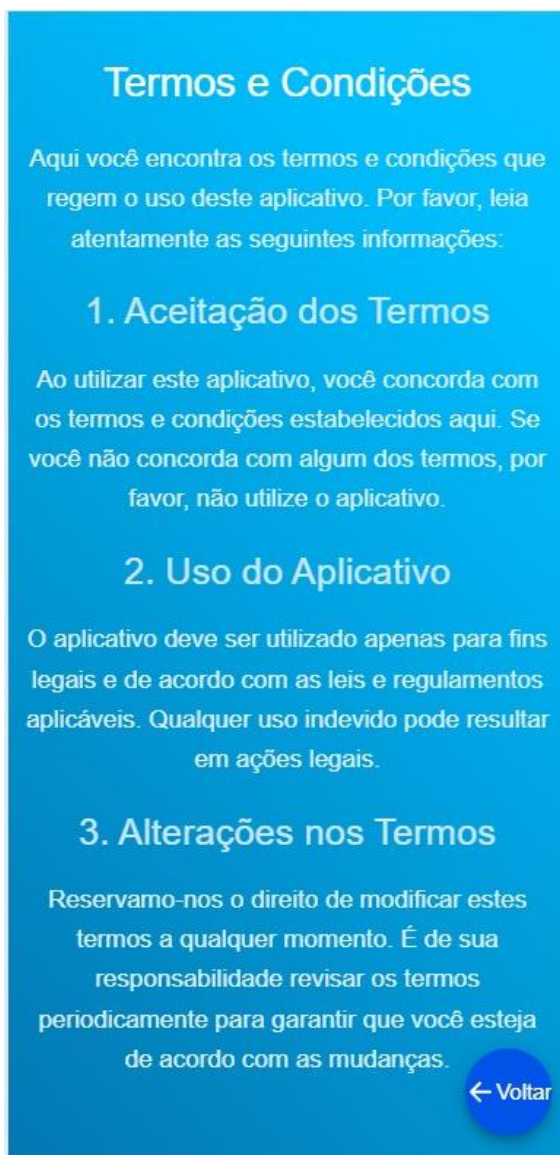 Termos e Condições
Aqui você encontra os termos e condições que
regem o uso deste aplicativo. Por favor, leia
atentamente as seguintes informações:
1. Aceitação dos Termos
Ao utilizar este aplicativo, você concorda com
os termos e condições estabelecidos aqui. Se
você não concorda com algum dos termos, por
favor, não utilize o aplicativo.
2. Uso do Aplicativo
O aplicativo deve ser utilizado apenas para fins
legais e de acordo com as leis e regulamentos
aplicáveis. Qualquer uso indevido pode resultar
em ações legais.
3. Alterações nos Termos
Reservamo-nos o direito de modificar estes
termos a qualquer momento. É de sua
responsabilidade revisar os termos
periodicamente para garantir que você esteja
de acordo com as mudanças.
← Voltar